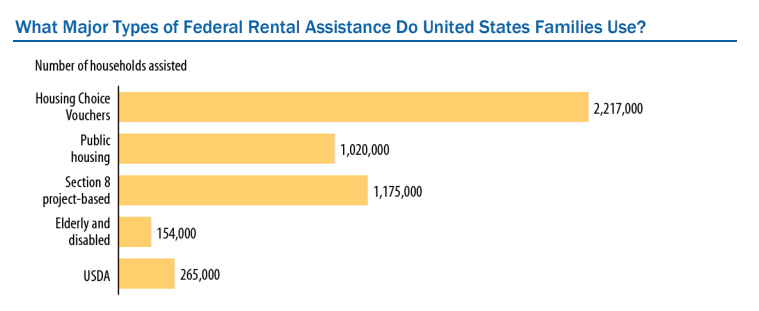 What Major Types of Federal Rental Assistance Do United States Families Use?
Number of households assisted
Housing Choice
Vouchers
2,217,000
Public
housing
1,020,000
Section 8
project-based
1,175,000
Elderly and
disabled
154,000
USDA
265,000